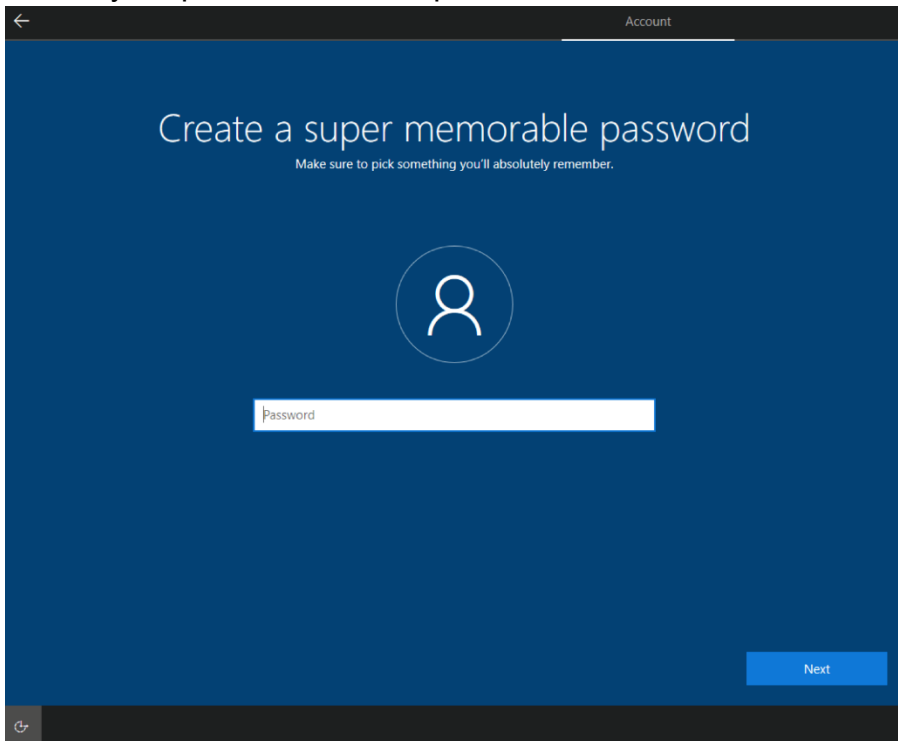 Account
Create a super memorable password
Make sure to pick something you'll absolutely remember.
Password
Next